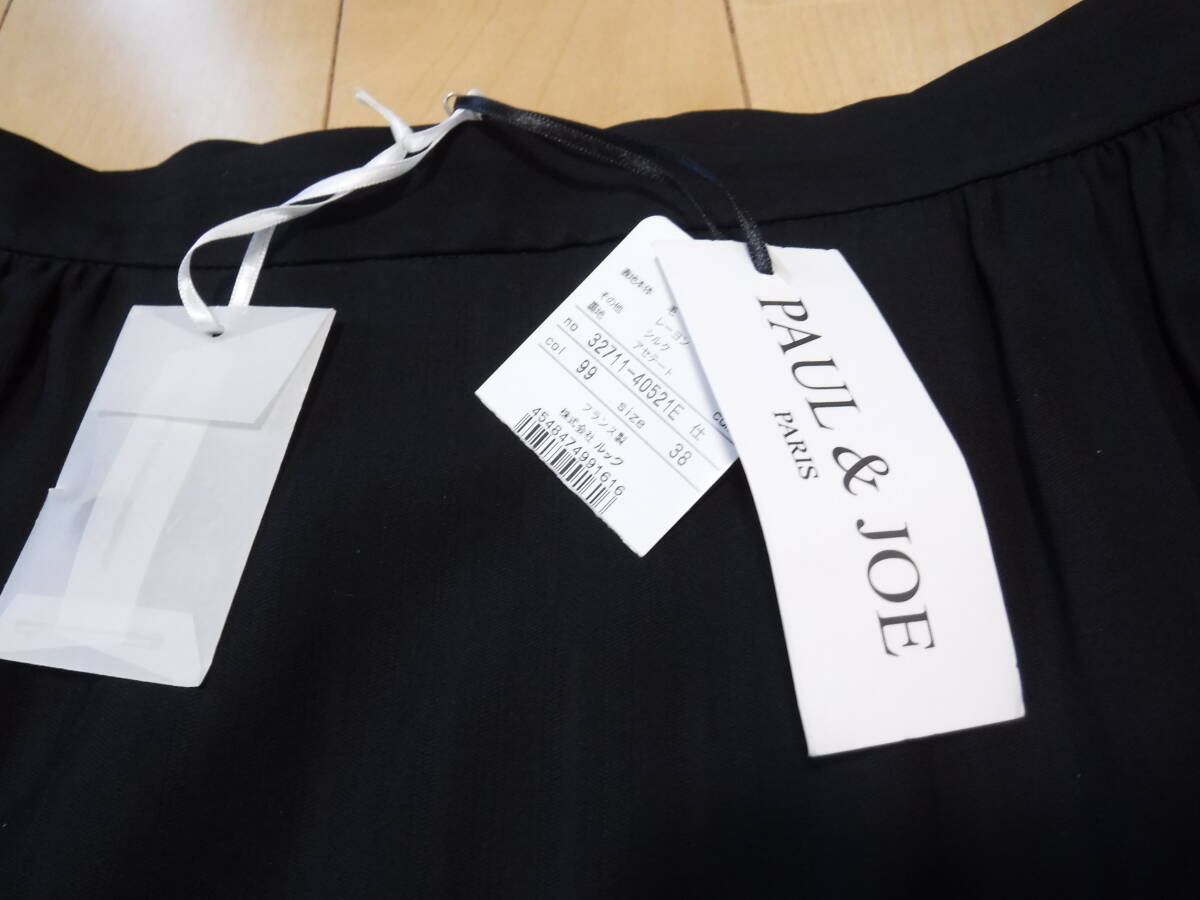 表地本体
その他 レーヨン
シルク
裏地 アセテート
no 32711-40521E 仕
col 99 size 38
フランス製
株式会社 ルック
4548474991616
PAUL & JOE
PARIS